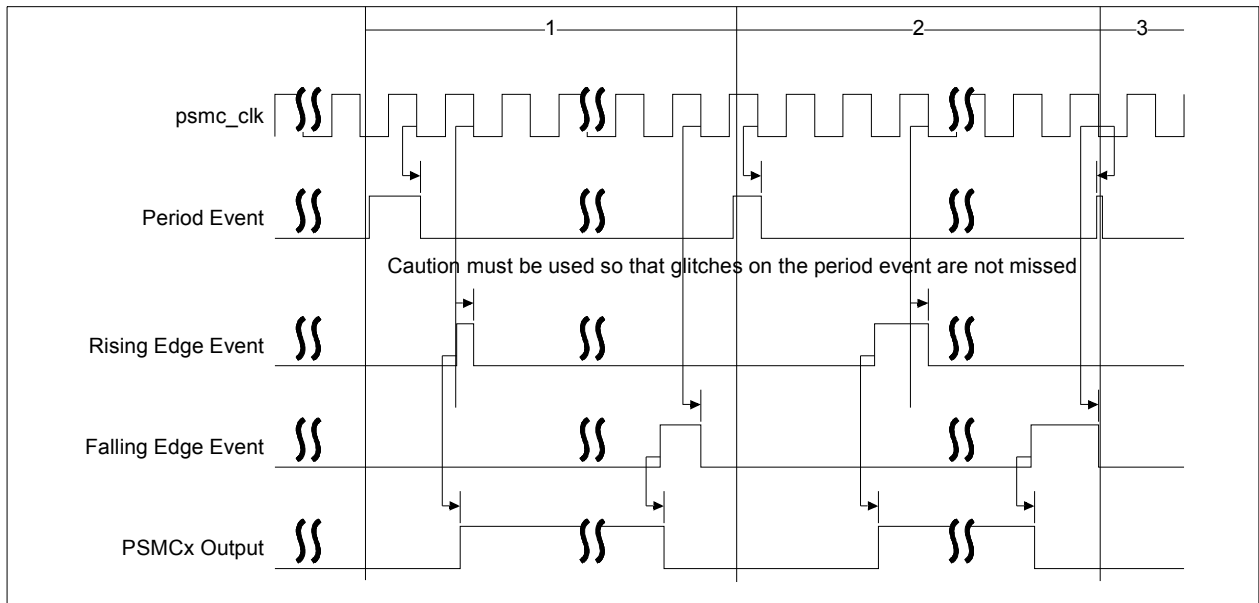 1
2
3
psmc_clk
Period Event
Caution must be used so that glitches on the period event are not missed
Rising Edge Event
Falling Edge Event
PSMCx Output